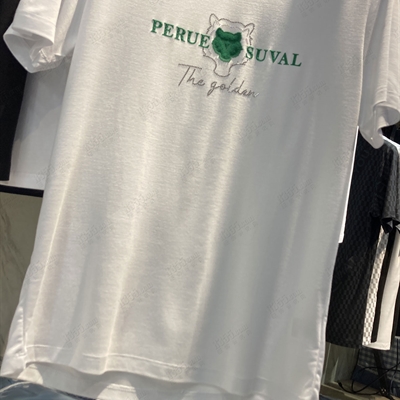 PERUE SUVAL
The golden